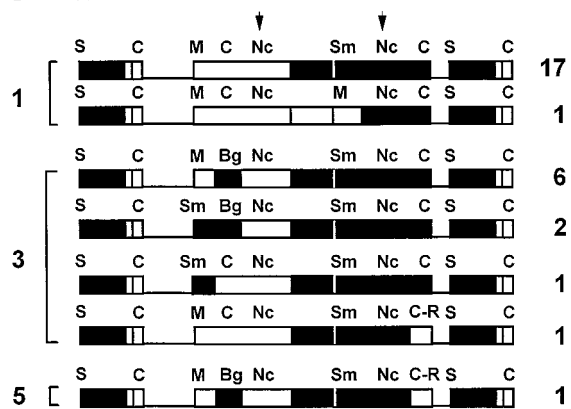 S C M C Nc Sm Nc C S C
17
S C M C Nc M Nc C S C
1
1
S C M Bg Nc Sm Nc C S C
6
S C Sm Bg Nc Sm Nc C S C
2
3
S C Sm C Nc Sm Nc C S C
1
S C M C Nc Sm Nc C-R S C
1
S C M Bg Nc Sm Nc C-R S C
5
1